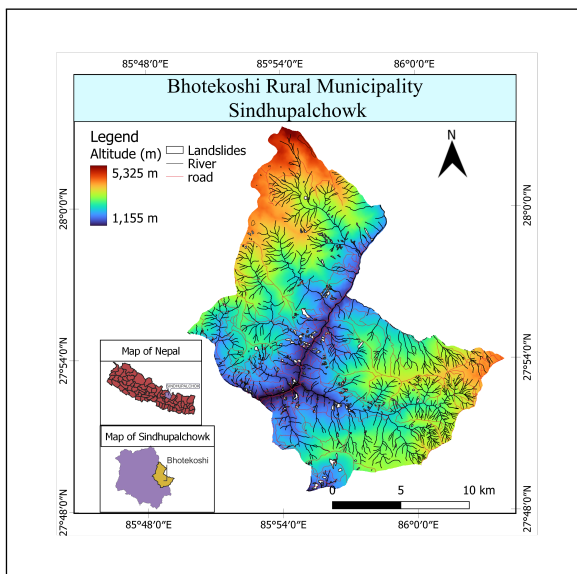 85°48'0"E 85°54'0"E 86°0'0"E
Bhotekoshi Rural Municipality
Sindhupalchowk
Legend
Altitude (m)
5,325 m
1,155 m
Landslides
River
road
N
28°0'0"N
28°0'0"N
27°54'0"N
27°54'0"N
Map of Nepal
SINDHUPALCHOK
Map of Sindhupalchowk
Bhotekoshi
0 5 10 km
27°48'0"N
27°48'0"N
85°48'0"E 85°54'0"E 86°0'0"E